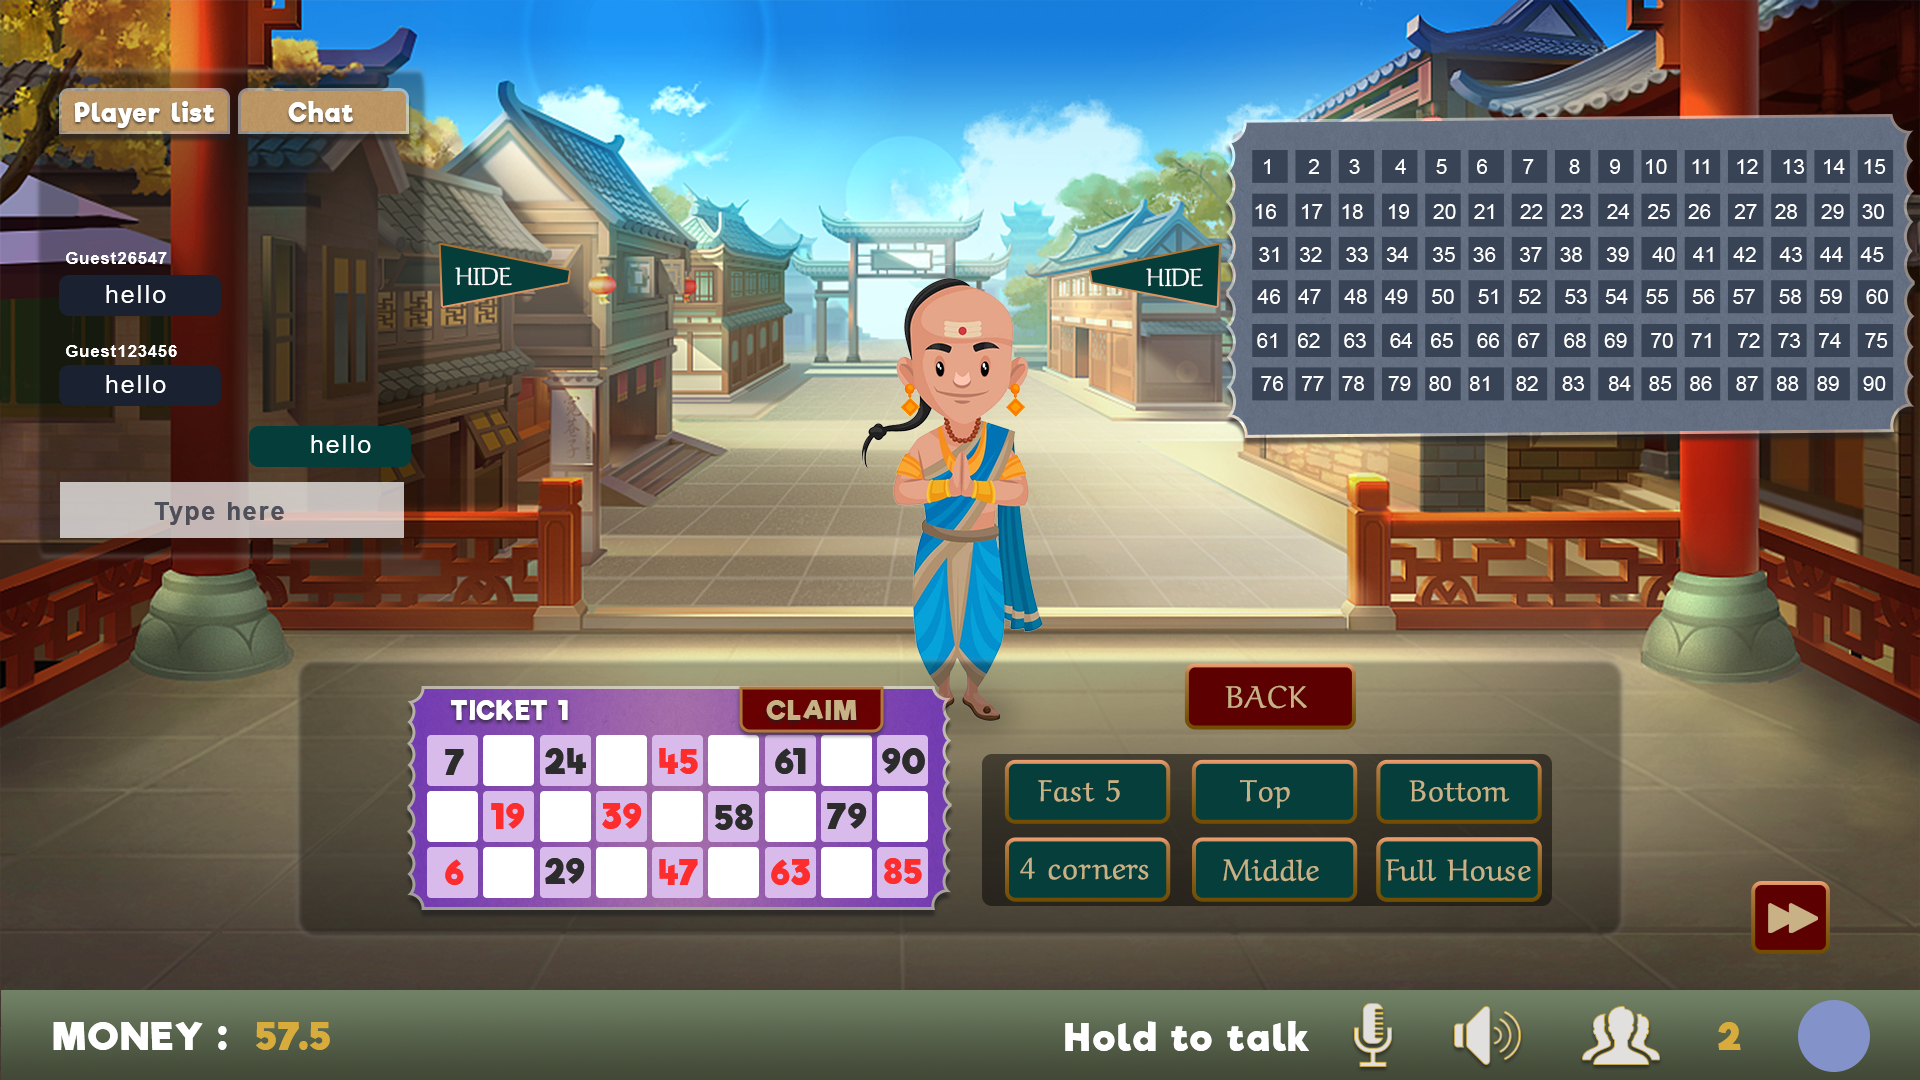 Player list
Chat
Guest26547
hello
Guest123456
hello
hello
Type here
HIDE
HIDE
1 2 3 4 5 6 7 8 9 10 11 12 13 14 15
16 17 18 19 20 21 22 23 24 25 26 27 28 29 30
31 32 33 34 35 36 37 38 39 40 41 42 43 44 45
46 47 48 49 50 51 52 53 54 55 56 57 58 59 60
61 62 63 64 65 66 67 68 69 70 71 72 73 74 75
76 77 78 79 80 81 82 83 84 85 86 87 88 89 90
TICKET 1
CLAIM
7 24 45 61 90
19 39 58 79
6 29 47 63 85
BACK
Fast 5
Top
Bottom
4 corners
Middle
Full House
MONEY : 57.5
Hold to talk
2